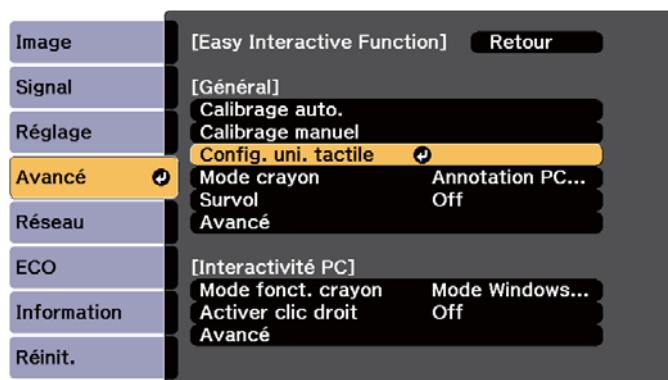 Image
Signal
Réglage
Avancé
Réseau
ECO
Information
Réinit.
[Easy Interactive Function] Retour
[Général]
Calibrage auto.
Calibrage manuel
Config. uni. tactile
Mode crayon Annotation PC...
Survol Off
Avancé
[Interactivité PC]
Mode fonct. crayon Mode Windows...
Activer clic droit Off
Avancé